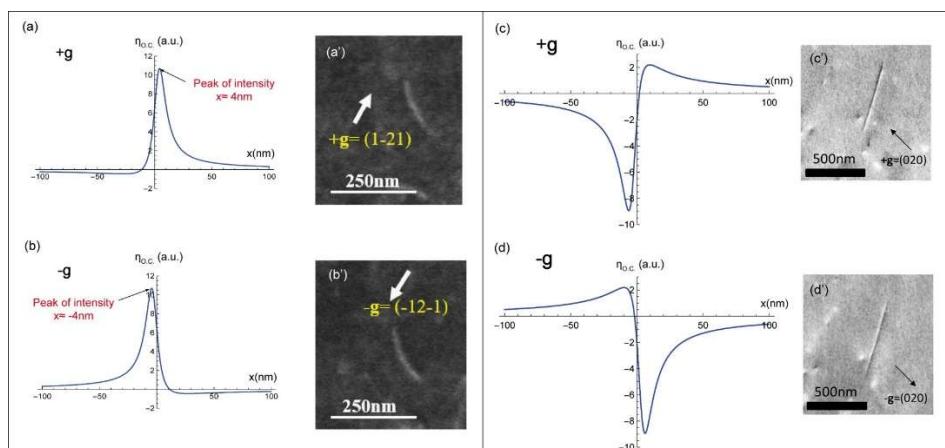 (a)
+g
η_O.C. (a.u.)
12
10
8
6
4
2
−2
Peak of intensity
x= 4nm
x(nm)
−100
−50
50
100
(a')
+g= (1-21)
250nm
(b)
-g
η_O.C. (a.u.)
12
10
8
6
4
2
−2
Peak of intensity
x= -4nm
x(nm)
−100
−50
50
100
(b')
-g= (-12-1)
250nm
(c)
+g
η_O.C. (a.u.)
2
−2
−4
−6
−8
−10
x(nm)
−100
−50
50
100
(c')
500nm
+g=(020)
(d)
-g
η_O.C. (a.u.)
2
−2
−4
−6
−8
−10
x(nm)
−100
−50
50
100
(d')
500nm
-g=(020)